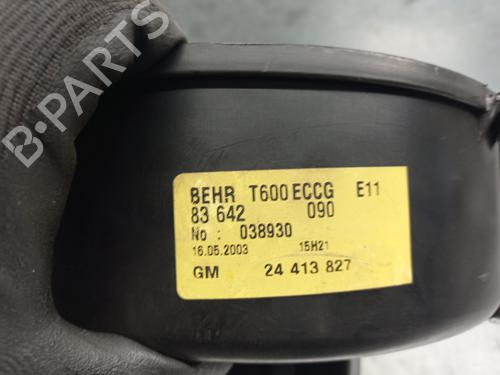 B-PARTS
BEHR T600 ECCG E11
83 642 090
No : 038930
16.05.2003 15H21
GM 24 413 827